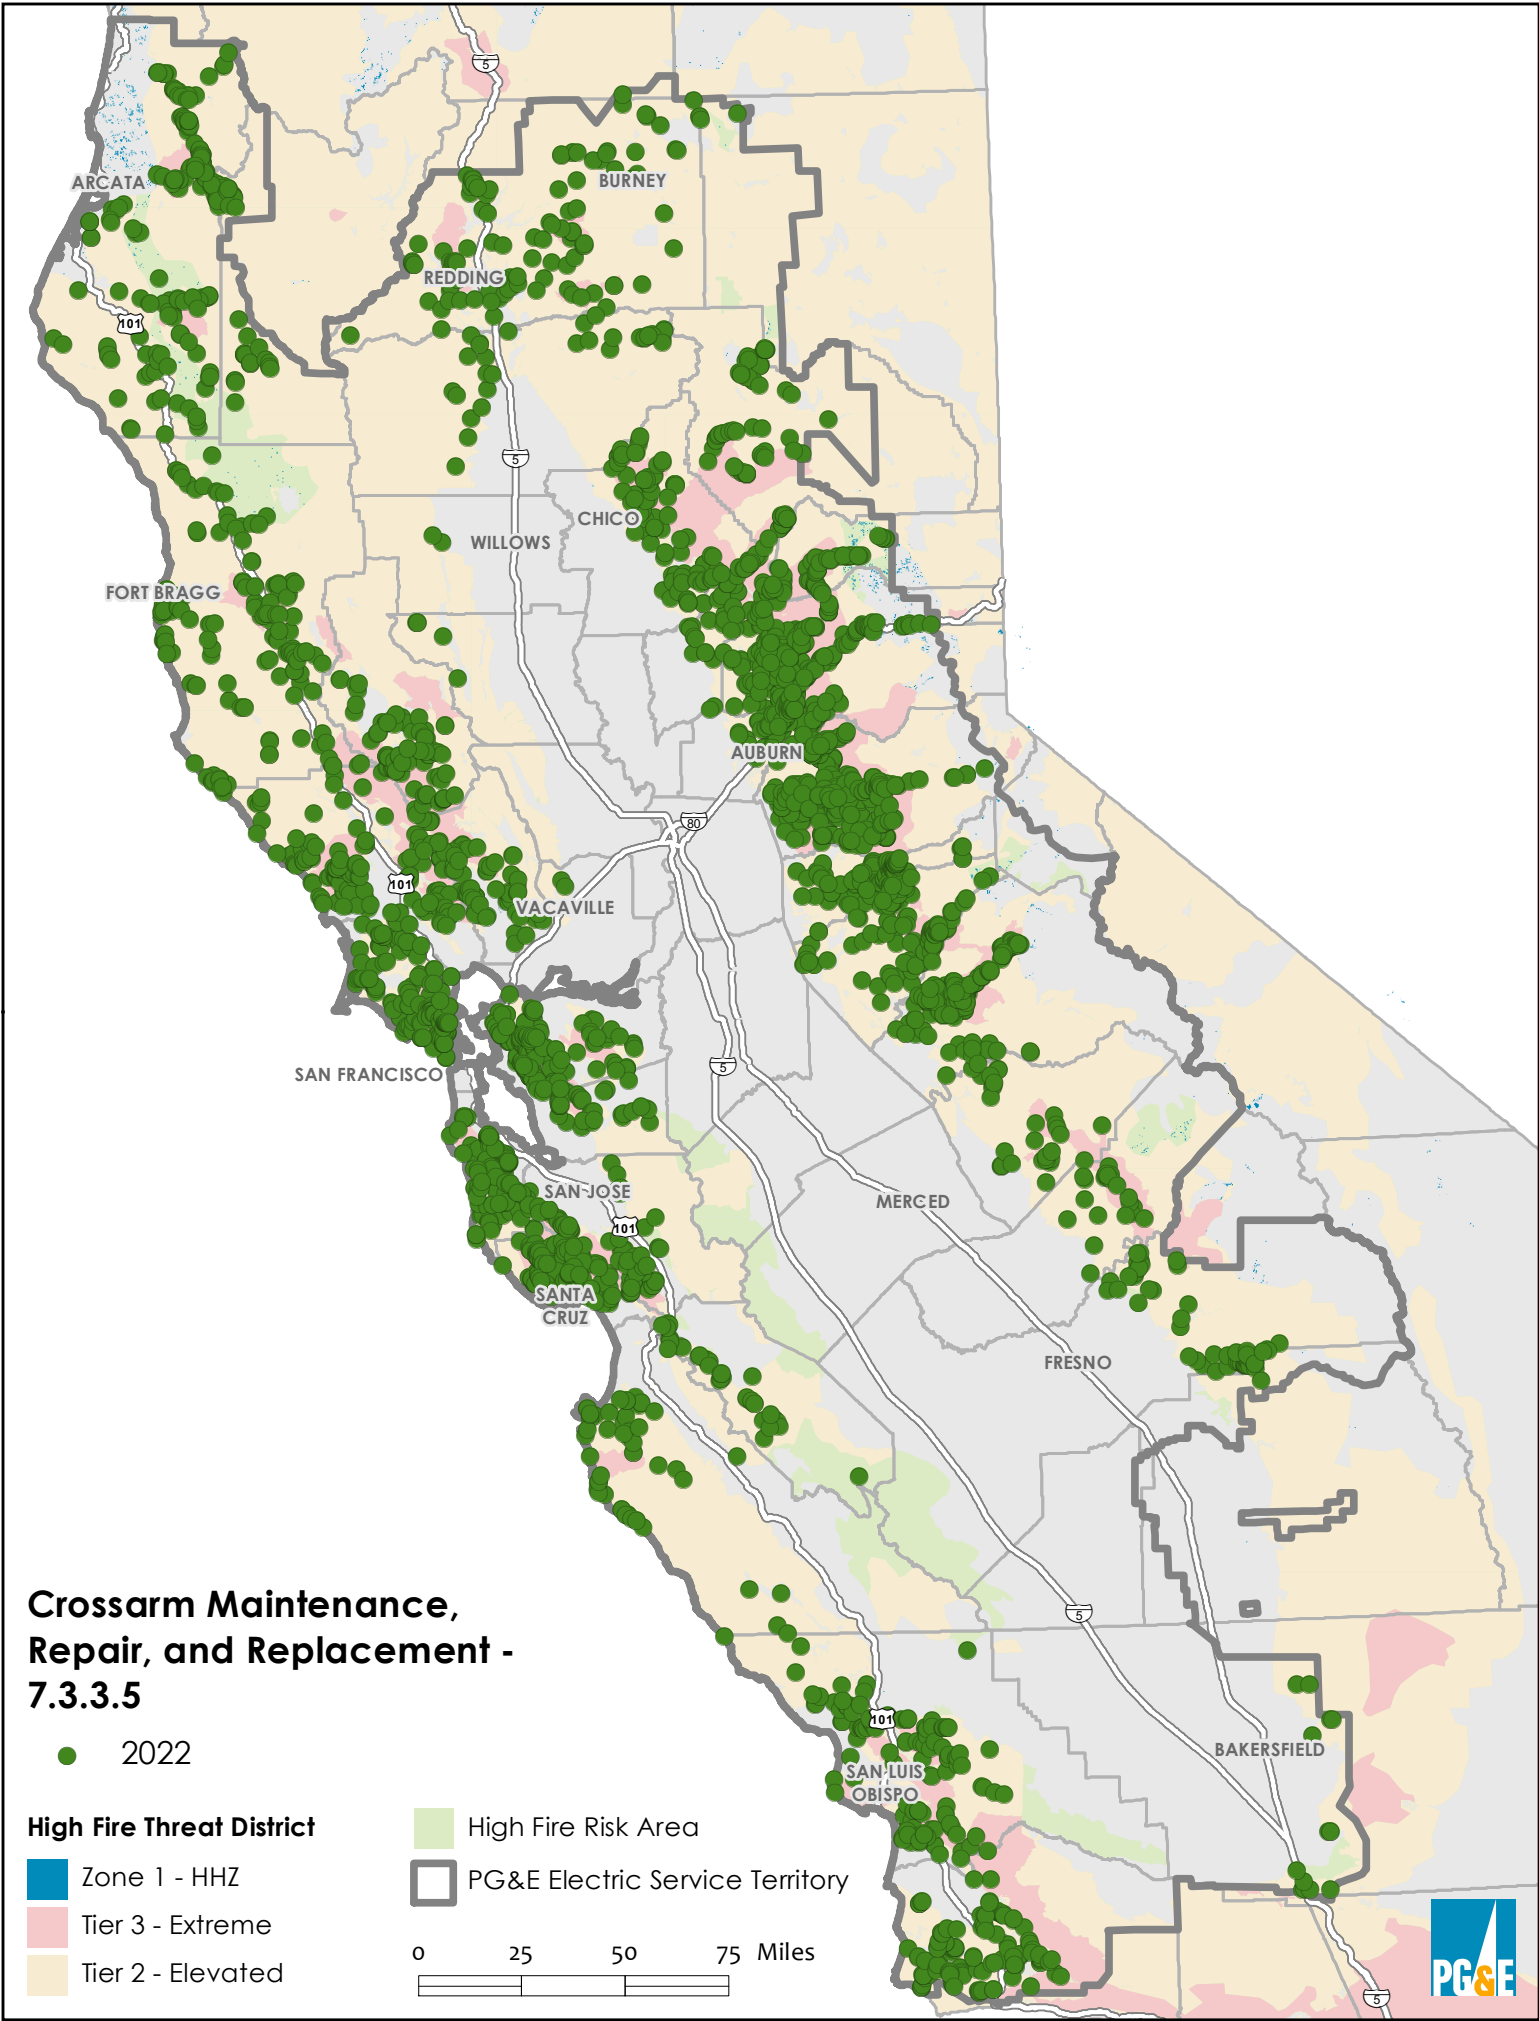 5
ARCATA
BURNEY
REDDING
101
5
CHICO
WILLOWS
FORT BRAGG
AUBURN
80
101
VACAVILLE
5
SAN FRANCISCO
SAN JOSE
MERCED
101
SANTA
CRUZ
FRESNO
5
101
BAKERSFIELD
SAN LUIS
OBISPO
5
Crossarm Maintenance,
Repair, and Replacement -
7.3.3.5
2022
High Fire Threat District
Zone 1 - HHZ
Tier 3 - Extreme
Tier 2 - Elevated
High Fire Risk Area
PG&E Electric Service Territory
0 25 50 75 Miles
PG&E